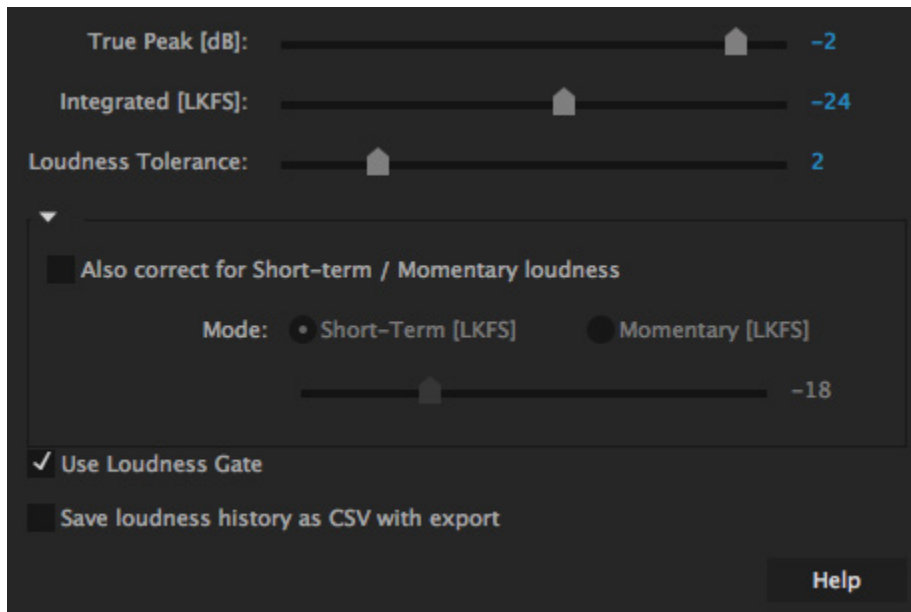 True Peak [dB]: -2
Integrated [LKFS]: -24
Loudness Tolerance: 2
Also correct for Short-term / Momentary loudness
Mode: Short-Term [LKFS] Momentary [LKFS]
-18
Use Loudness Gate
Save loudness history as CSV with export
Help